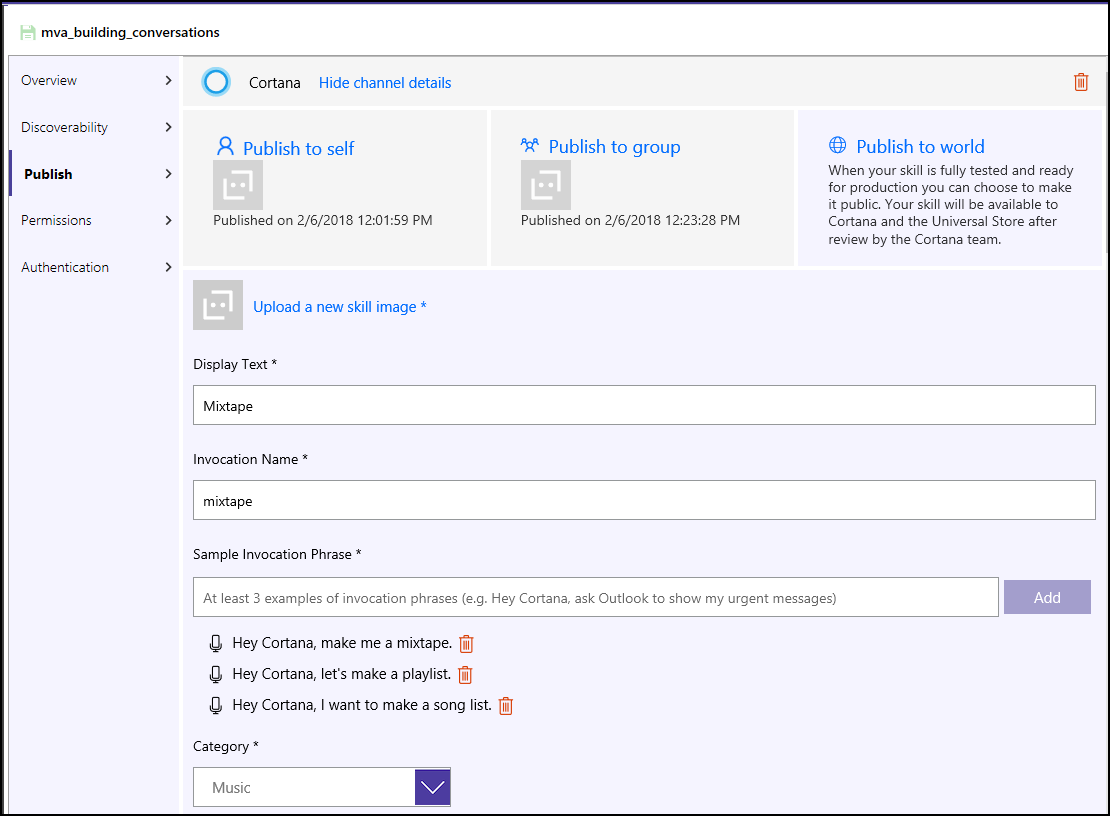 mva_building_conversations
Overview
Discoverability
Publish
Permissions
Authentication
Cortana Hide channel details
Publish to self
Published on 2/6/2018 12:01:59 PM
Publish to group
Published on 2/6/2018 12:23:28 PM
Publish to world
When your skill is fully tested and ready
for production you can choose to make
it public. Your skill will be available to
Cortana and the Universal Store after
review by the Cortana team.
Upload a new skill image *
Display Text *
Mixtape
Invocation Name *
mixtape
Sample Invocation Phrase *
At least 3 examples of invocation phrases (e.g. Hey Cortana, ask Outlook to show my urgent messages)
Add
Hey Cortana, make me a mixtape.
Hey Cortana, let's make a playlist.
Hey Cortana, I want to make a song list.
Category *
Music